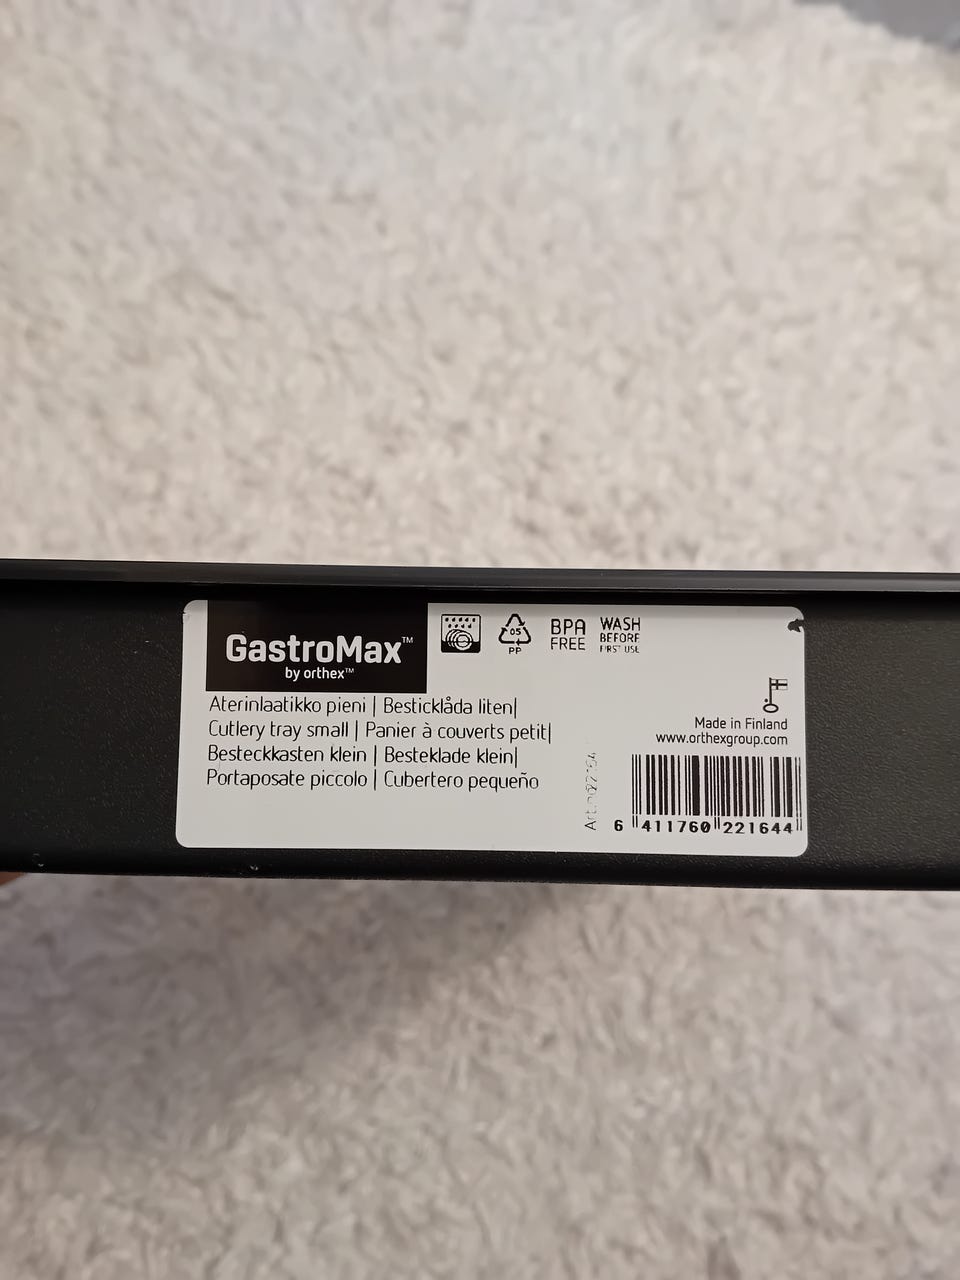 GastroMax™
by orthex™
05
PP
BPA
FREE
WASH
BEFORE
FIRST USE
Aterinlaatikko pieni | Besticklåda liten|
Cutlery tray small | Panier à couverts petit|
Besteckkasten klein | Besteklade klein|
Portaposate piccolo | Cubertero pequeño
Made in Finland
www.orthexgroup.com
6 411760 221644